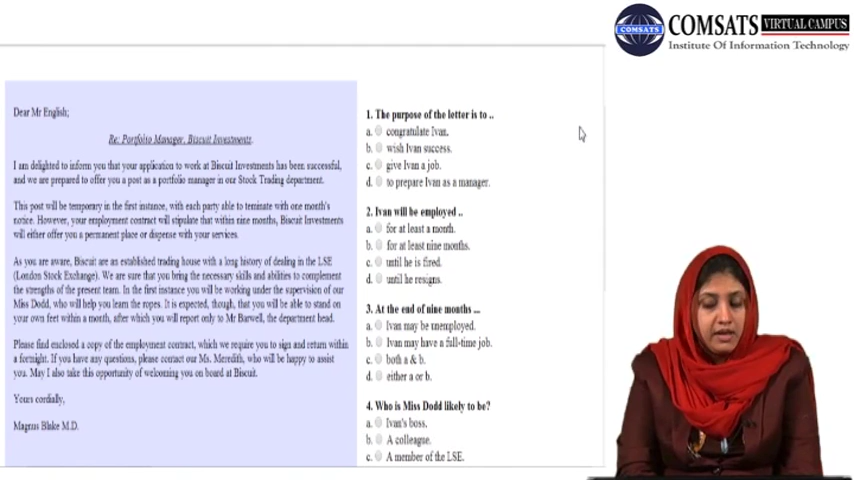 COMSATS VIRTUAL CAMPUS
COMSATS
Institute Of Information Technology
Dear Mr English;
Re: Portfolio Manager, Biscuit Investments.
I am delighted to inform you that your application to work at Biscuit Investments has been successful,
and we are prepared to offer you a post as a portfolio manager in our Stock Trading department.
This post will be temporary in the first instance, with each party able to terminate with one month's
notice. However, your employment contract will stipulate that within nine months, Biscuit Investments
will either offer you a permanent place or dispense with your services.
As you are aware, Biscuit are an established trading house with a long history of dealing in the LSE
(London Stock Exchange). We are sure that you bring the necessary skills and abilities to complement
the strengths of the present team. In the first instance you will be working under the supervision of our
Miss Dodd, who will help you learn the ropes. It is expected, though, that you will be able to stand on
your own feet within a month, after which you will report only to Mr Barwell, the department head.
Please find enclosed a copy of the employment contract, which we require you to sign and return within
a fortnight. If you have any questions, please contact our Ms. Meredith, who will be happy to assist
you. May I also take this opportunity of welcoming you on board at Biscuit.
Yours cordially,
Magnus Blake M.D.
1. The purpose of the letter is to ..
a. congratulate Ivan.
b. wish Ivan success.
c. give Ivan a job.
d. to prepare Ivan as a manager.
2. Ivan will be employed ..
a. for at least a month.
b. for at least nine months.
c. until he is fired.
d. until he resigns.
3. At the end of nine months ...
a. Ivan may be unemployed.
b. Ivan may have a full-time job.
c. both a & b.
d. either a or b.
4. Who is Miss Dodd likely to be?
a. Ivan's boss.
b. A colleague.
c. A member of the LSE.